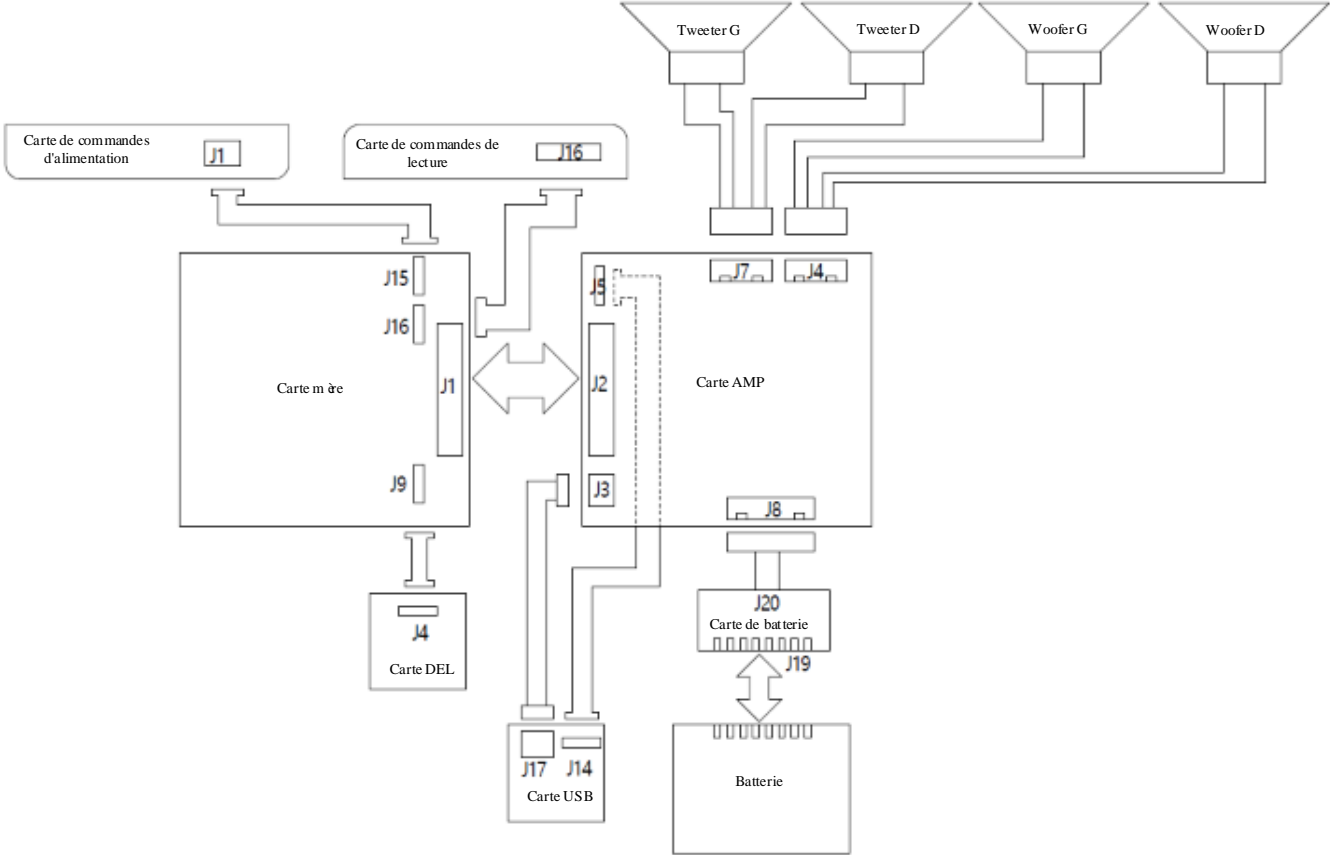 Tweeter G
Tweeter D
Woofer G
Woofer D
Carte de commandes
d'alimentation
J1
Carte de commandes de
lecture
J16
J15
J16
J1
Carte mère
J9
J5
J7
J4
J2
Carte AMP
J3
J8
J4
Carte DEL
J20
Carte de batterie
J19
J17
J14
Carte USB
Batterie